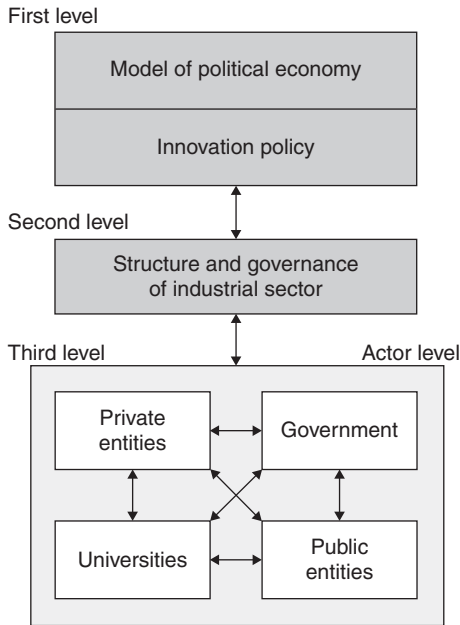 First level
Model of political economy
Innovation policy
Second level
Structure and governance
of industrial sector
Third level
Actor level
Private
entities
Government
Universities
Public
entities